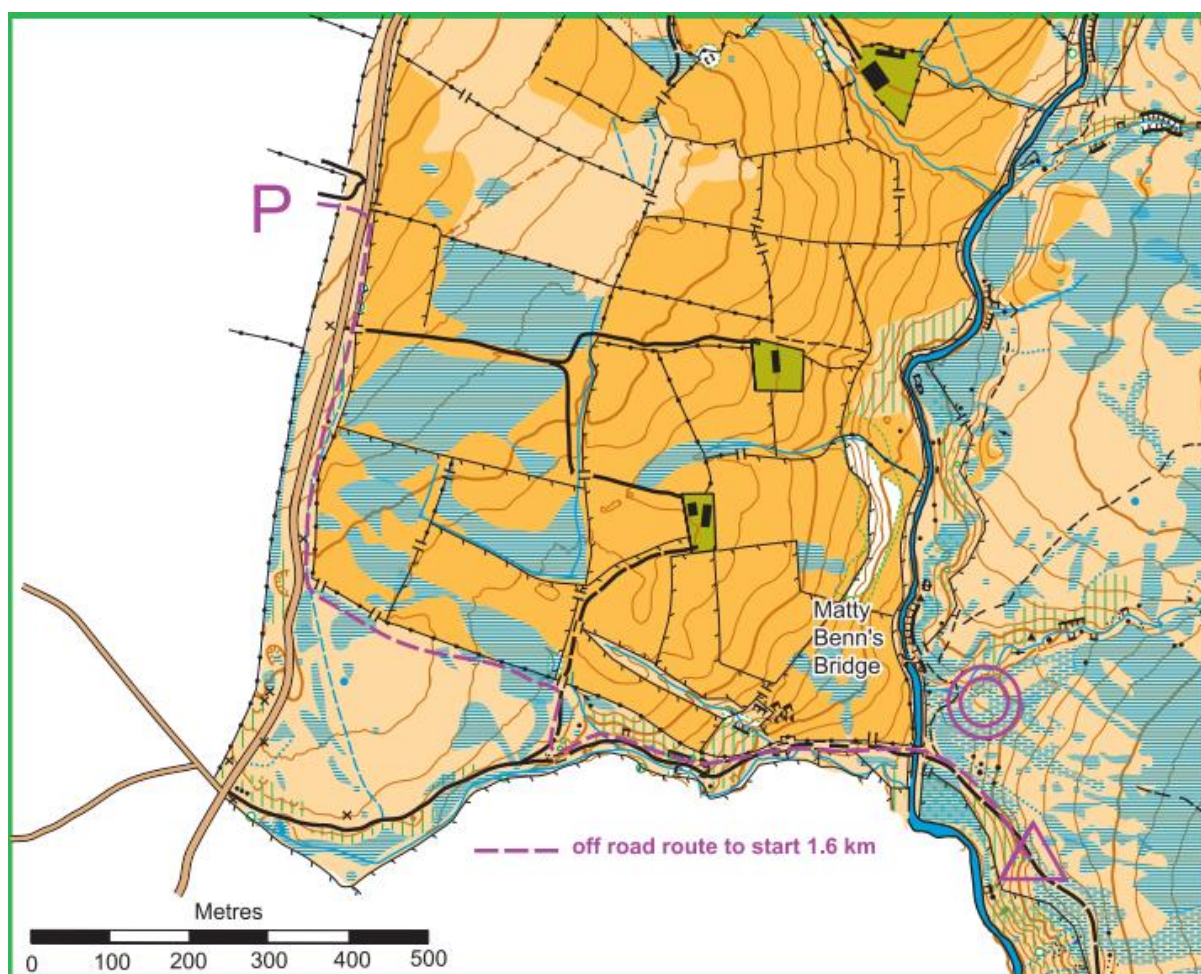 P
Matty
Benn's
Bridge
off road route to start 1.6 km
Metres
0 100 200 300 400 500